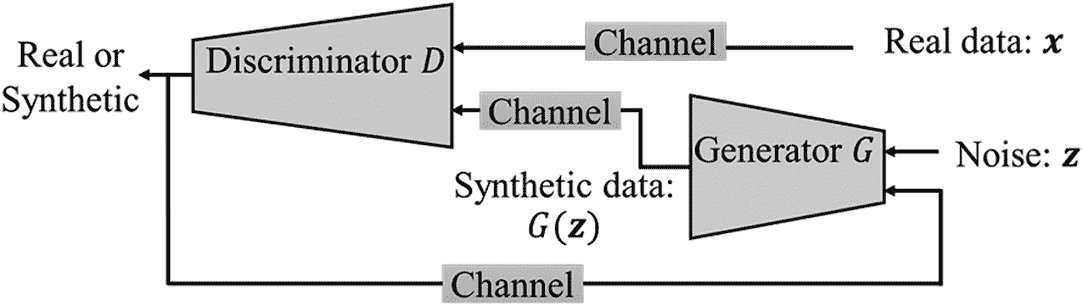 Real or
Synthetic
Discriminator D
Channel
Real data: x
Channel
Generator G
Noise: z
Synthetic data:
G(z)
Channel